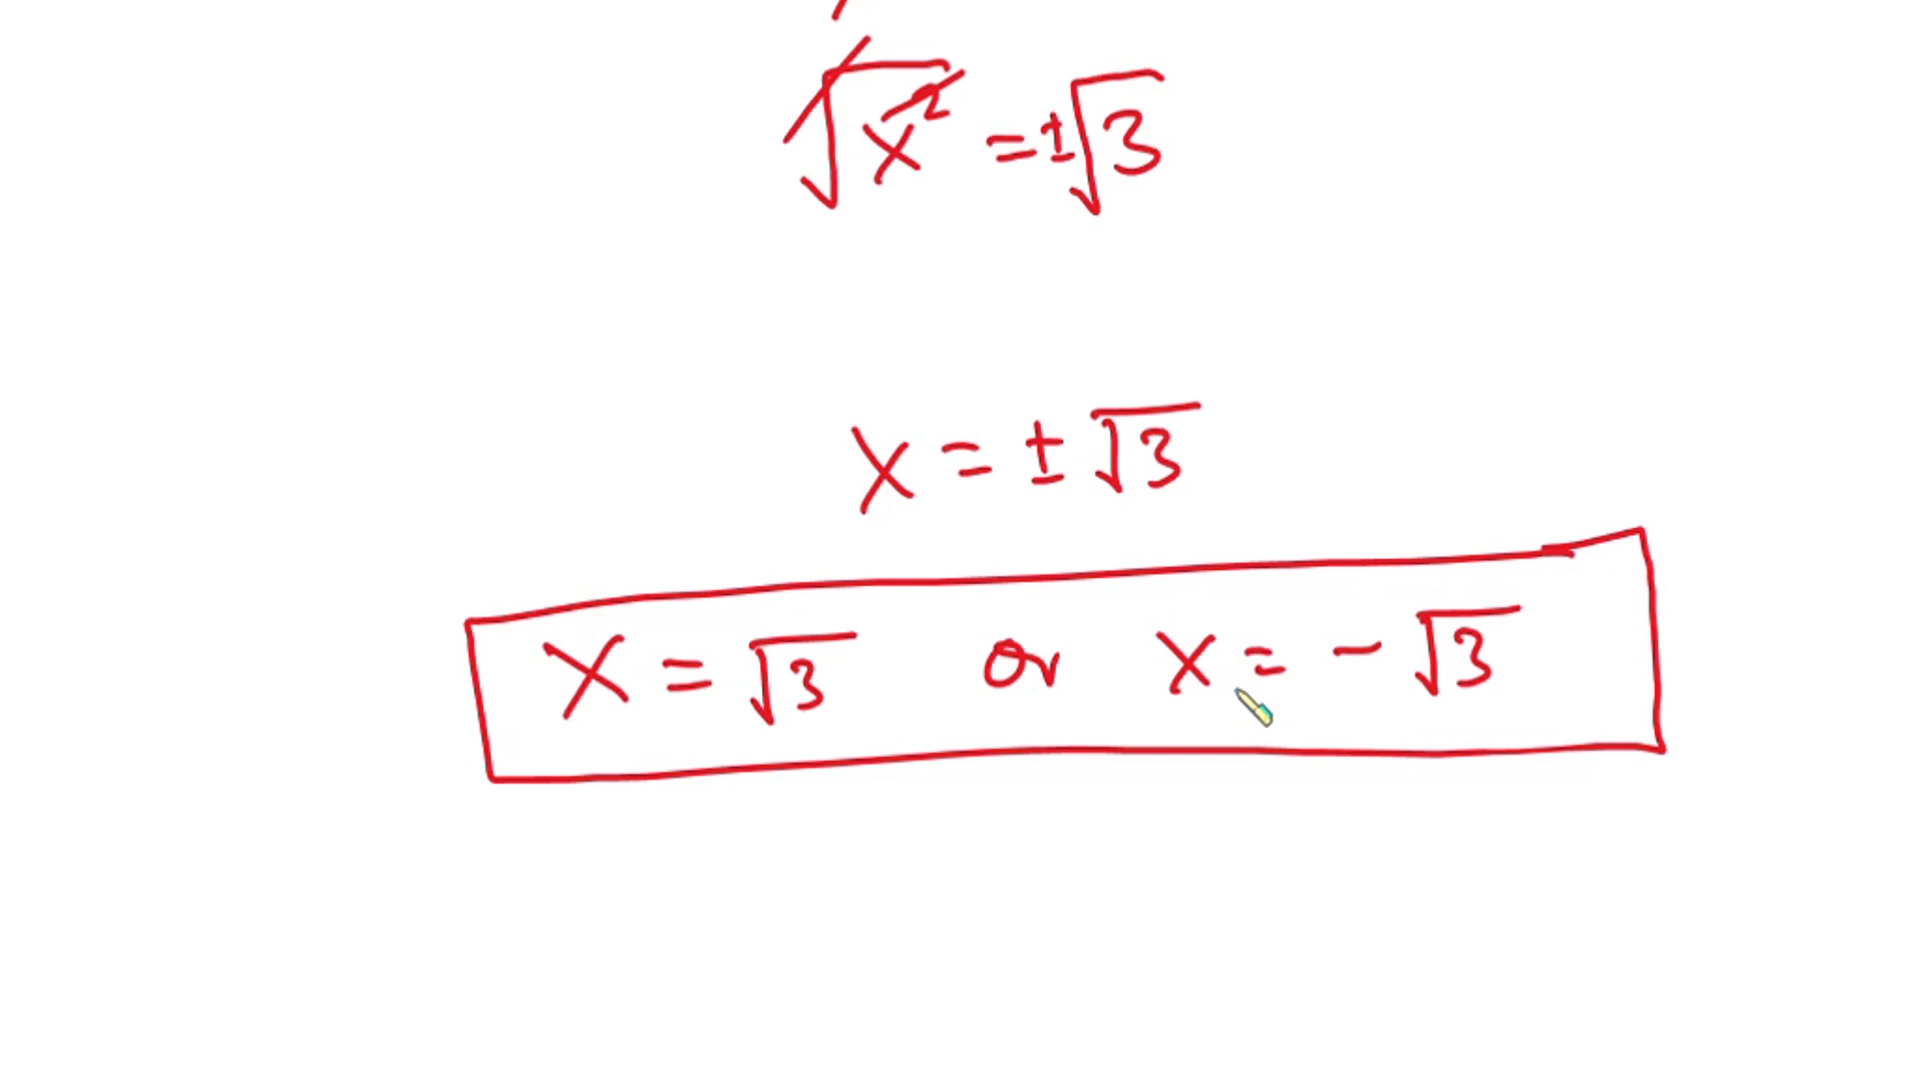 √x² = ±√3
x = ±√3
x = √3 or x = -√3